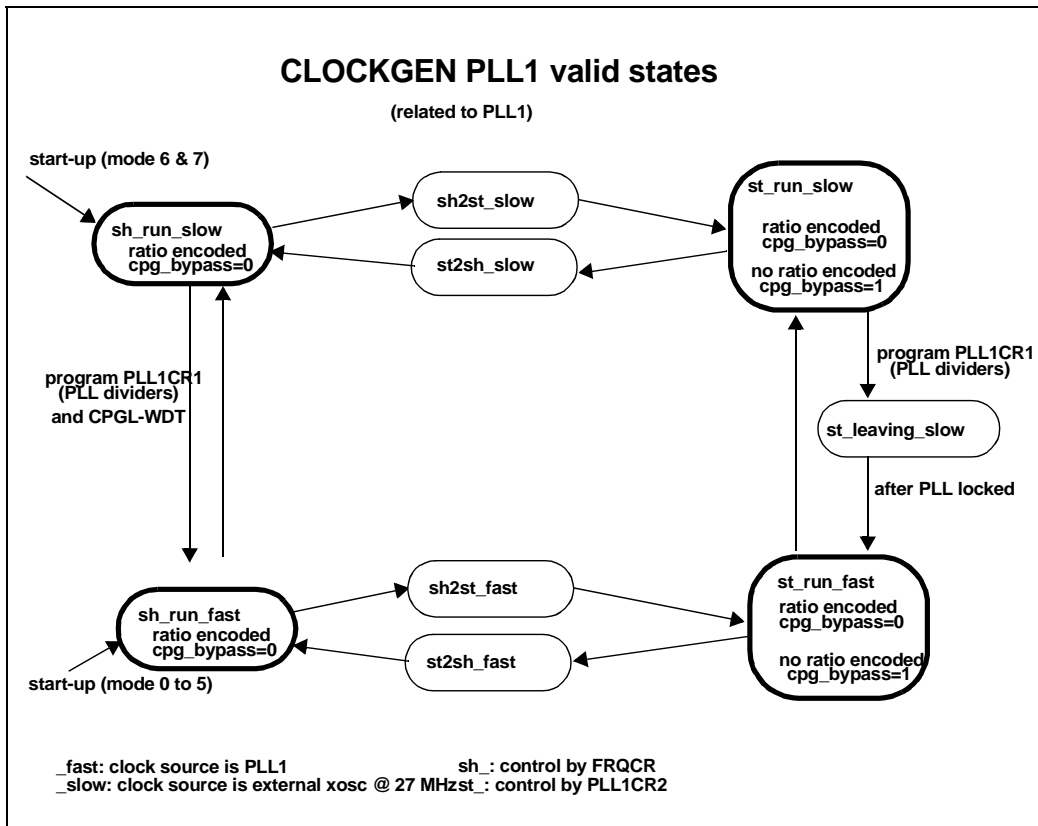 CLOCKGEN PLL1 valid states
(related to PLL1)
start-up (mode 6 & 7)
sh_run_slow
ratio encoded
cpg_bypass=0
sh2st_slow
st2sh_slow
st_run_slow
ratio encoded
cpg_bypass=0
no ratio encoded
cpg_bypass=1
program PLL1CR1
(PLL dividers)
and CPGL-WDT
program PLL1CR1
(PLL dividers)
st_leaving_slow
after PLL locked
sh_run_fast
ratio encoded
cpg_bypass=0
start-up (mode 0 to 5)
sh2st_fast
st2sh_fast
st_run_fast
ratio encoded
cpg_bypass=0
no ratio encoded
cpg_bypass=1
_fast: clock source is PLL1
sh_: control by FRQCR
_slow: clock source is external xosc @ 27 MHz
st_: control by PLL1CR2